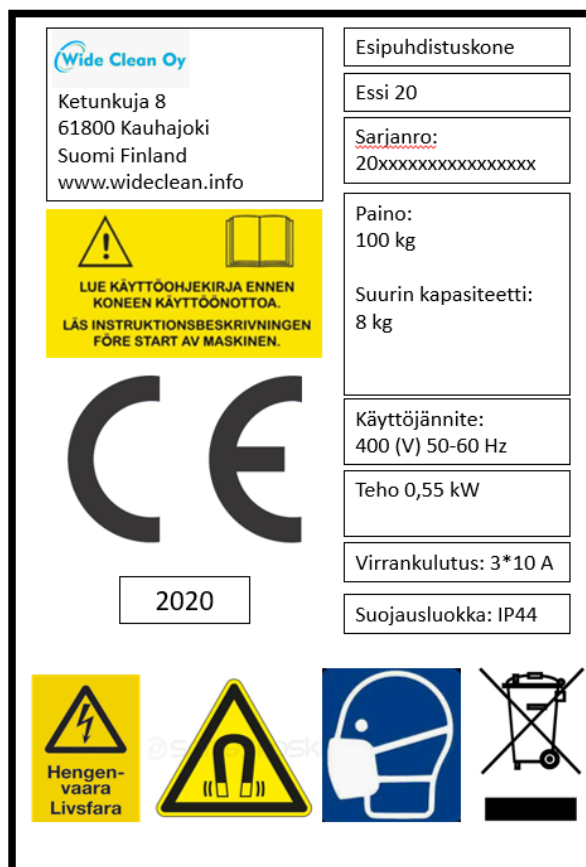 Wide Clean Oy
Ketunkuja 8
61800 Kauhajoki
Suomi Finland
www.wideclean.info
LUE KÄYTTÖOHJEKIRJA ENNEN
KONEEN KÄYTTÖÖNOTTOA.
LÄS INSTRUKTIONSBESKRIVNINGEN
FÖRE START AV MASKINEN.
CE
2020
Esipuhdistuskone
Essi 20
Sarjanro:
20xxxxxxxxxxxxxxxx
Paino:
100 kg
Suurin kapasiteetti:
8 kg
Käyttöjännite:
400 (V) 50-60 Hz
Teho 0,55 kW
Virrankulutus: 3*10 A
Suojausluokka: IP44
Hengen-
vaara
Livsfara